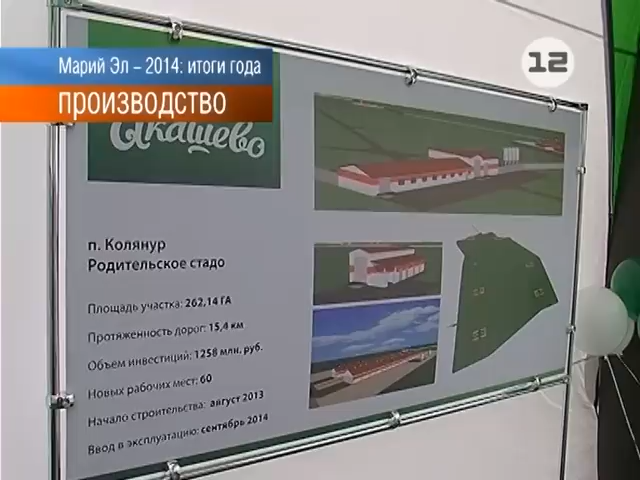 Марий Эл – 2014: итоги года
производство
12
Акашево
п. Колянур
Родительское стадо
Площадь участка: 262,14 ГА
Протяженность дорог: 15,4 км
Объем инвестиций: 1258 млн. руб.
Новых рабочих мест: 60
Начало строительства: август 2013
Ввод в эксплуатацию: сентябрь 2014